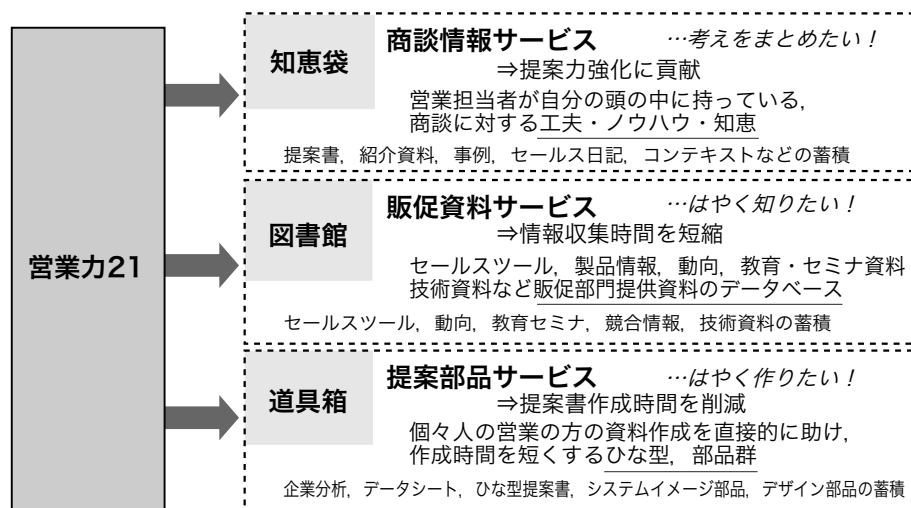 営業力21
知恵袋
商談情報サービス
…考えをまとめたい！
⇒提案力強化に貢献
営業担当者が自分の頭の中に持っている，
商談に対する工夫・ノウハウ・知恵
提案書，紹介資料，事例，セールス日記，コンテキストなどの蓄積
図書館
販促資料サービス
…はやく知りたい！
⇒情報収集時間を短縮
セールスツール，製品情報，動向，教育・セミナ資料
技術資料など販促部門提供資料のデータベース
セールスツール，動向，教育セミナ，競合情報，技術資料の蓄積
道具箱
提案部品サービス
…はやく作りたい！
⇒提案書作成時間を削減
個々人の営業の方の資料作成を直接的に助け，
作成時間を短くするひな型，部品群
企業分析，データシート，ひな型提案書，システムイメージ部品，デザイン部品の蓄積